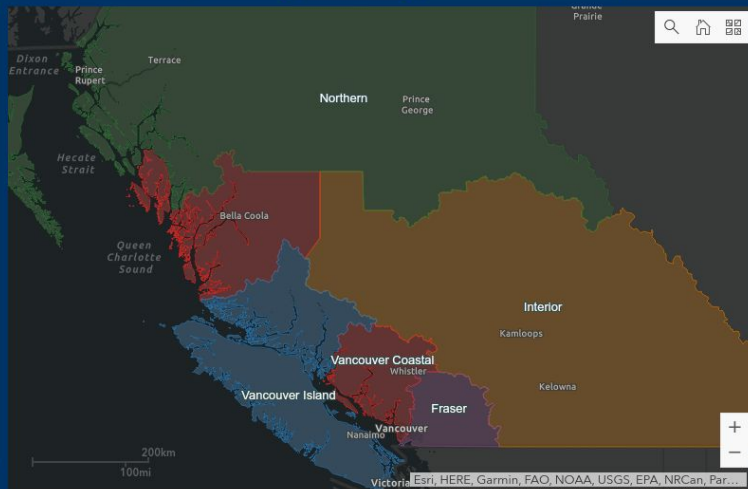 Grande
Prairie
Dixon
Entrance
Prince
Rupert
Terrace
Northern
Prince
George
Hecate
Strait
Bella Coola
Queen
Charlotte
Sound
Interior
Kamloops
Vancouver Coastal
Whistler
Kelowna
Vancouver Island
Fraser
Vancouver
Nanaimo
200km
100mi
Victoria
Esri, HERE, Garmin, FAO, NOAA, USGS, EPA, NRCan, Par...
+
−